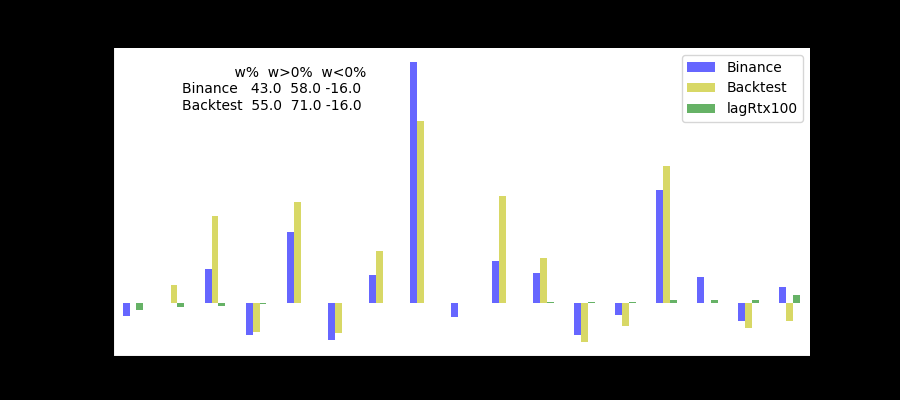 w% w>0% w<0%
Binance 43.0 58.0 -16.0
Backtest 55.0 71.0 -16.0
Binance
Backtest
lagRtx100